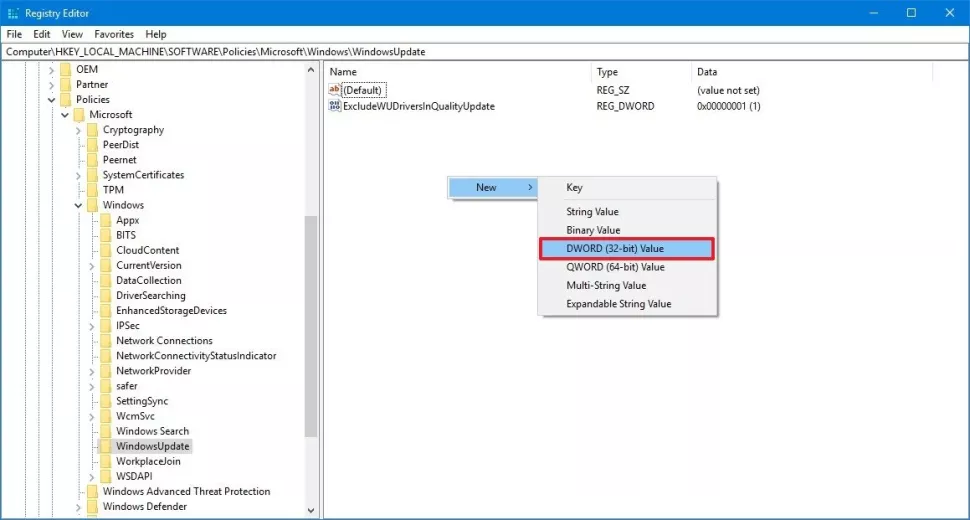 Registry Editor
File Edit View Favorites Help
Computer\HKEY_LOCAL_MACHINE\SOFTWARE\Policies\Microsoft\Windows\WindowsUpdate
OEM
Partner
Policies
Microsoft
Cryptography
PeerDist
Peernet
SystemCertificates
TPM
Windows
Appx
BITS
CloudContent
CurrentVersion
DataCollection
DriverSearching
EnhancedStorageDevices
IPSec
Network Connections
NetworkConnectivityStatusIndicator
NetworkProvider
safer
SettingSync
WcmSvc
Windows Search
WindowsUpdate
WorkplaceJoin
WSDAPI
Windows Advanced Threat Protection
Windows Defender
Name Type Data
(Default) REG_SZ (value not set)
ExcludeWUDriversInQualityUpdate REG_DWORD 0x00000001 (1)
New
Key
String Value
Binary Value
DWORD (32-bit) Value
QWORD (64-bit) Value
Multi-String Value
Expandable String Value